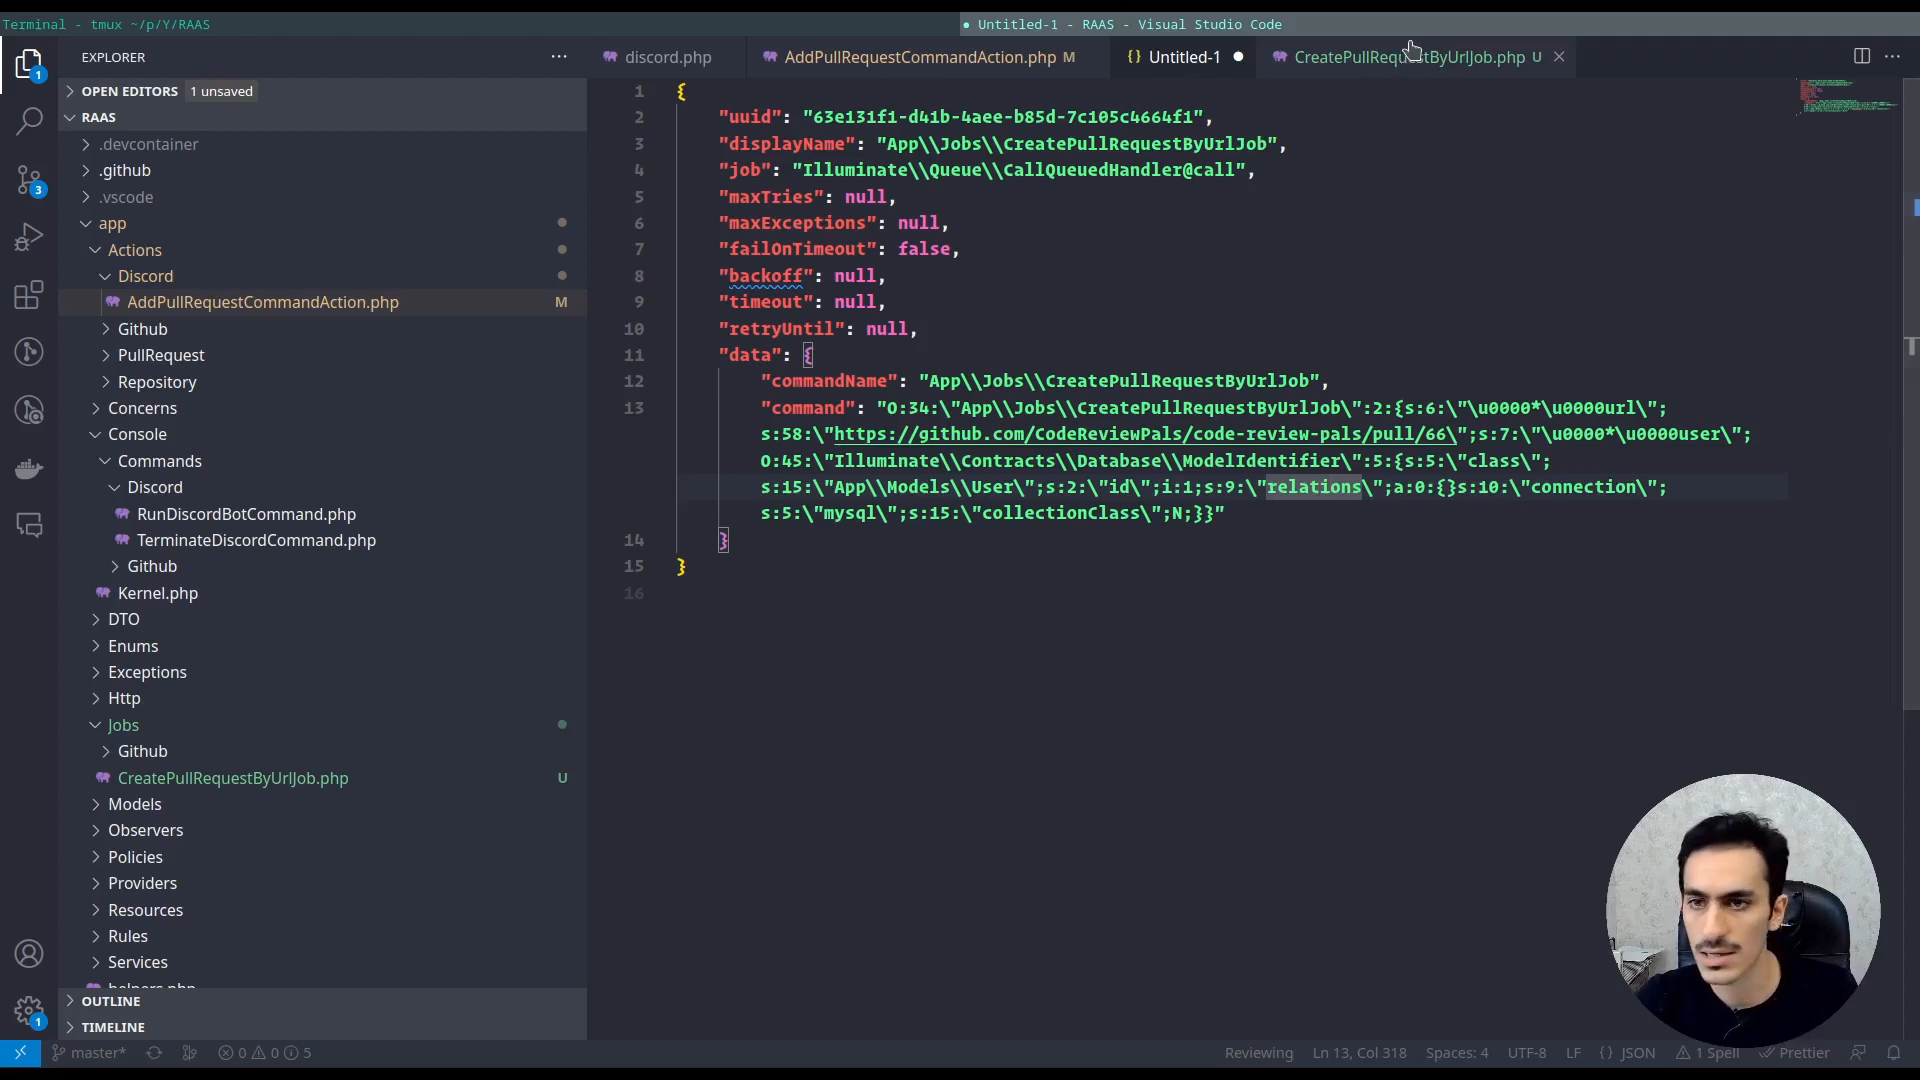 Terminal - tmux ~/p/Y/RAAS
● Untitled-1 - RAAS - Visual Studio Code
EXPLORER
discord.php
AddPullRequestCommandAction.php M
{} Untitled-1
CreatePullRequestByUrlJob.php U
OPEN EDITORS 1 unsaved
RAAS
.devcontainer
.github
.vscode
app
Actions
Discord
AddPullRequestCommandAction.php M
Github
PullRequest
Repository
Concerns
Console
Commands
Discord
RunDiscordBotCommand.php
TerminateDiscordCommand.php
Github
Kernel.php
DTO
Enums
Exceptions
Http
Jobs
Github
CreatePullRequestByUrlJob.php U
Models
Observers
Policies
Providers
Resources
Rules
Services
helpers.php
OUTLINE
TIMELINE
1 {
2 "uuid": "63e131f1-d41b-4aee-b85d-7c105c4664f1",
3 "displayName": "App\\Jobs\\CreatePullRequestByUrlJob",
4 "job": "Illuminate\\Queue\\CallQueuedHandler@call",
5 "maxTries": null,
6 "maxExceptions": null,
7 "failOnTimeout": false,
8 "backoff": null,
9 "timeout": null,
10 "retryUntil": null,
11 "data": {
12 "commandName": "App\\Jobs\\CreatePullRequestByUrlJob",
13 "command": "O:34:\"App\\Jobs\\CreatePullRequestByUrlJob\":2:{s:6:\"\u0000*\u0000url\";
s:58:\"https://github.com/CodeReviewPals/code-review-pals/pull/66\";s:7:\"\u0000*\u0000user\";
O:45:\"Illuminate\\Contracts\\Database\\ModelIdentifier\":5:{s:5:\"class\";
s:15:\"App\\Models\\User\";s:2:\"id\";i:1;s:9:\"relations\";a:0:{}s:10:\"connection\";
s:5:\"mysql\";s:15:\"collectionClass\";N;}}"
14 }
15 }
16
1
3
1
master*
0 0 5
Reviewing
Ln 13, Col 318
Spaces: 4
UTF-8
LF
{} JSON
1 Spell
Prettier